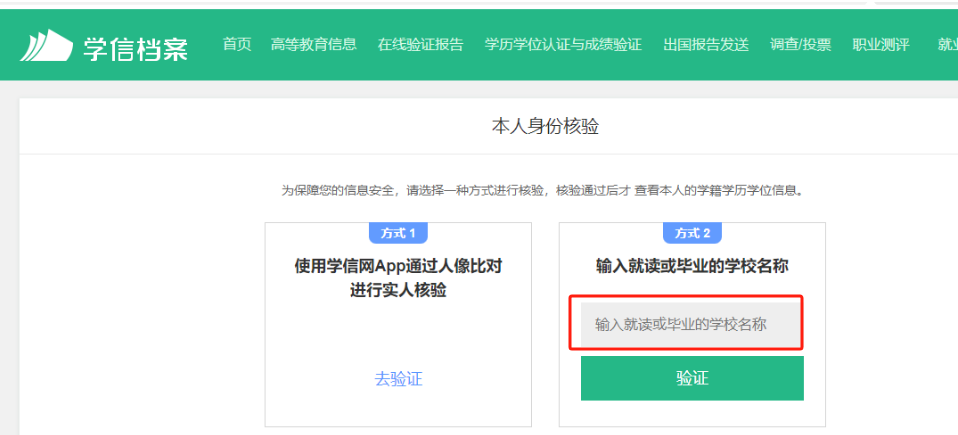 学信档案 首页 高等教育信息 在线验证报告 学历学位认证与成绩验证 出国报告发送 调查/投票 职业测评 就业
本人身份核验
为保障您的信息安全，请选择一种方式进行核验，核验通过后才 查看本人的学籍学历学位信息。
方式 1
使用学信网App通过人像比对
进行实人核验
去验证
方式 2
输入就读或毕业的学校名称
输入就读或毕业的学校名称
验证